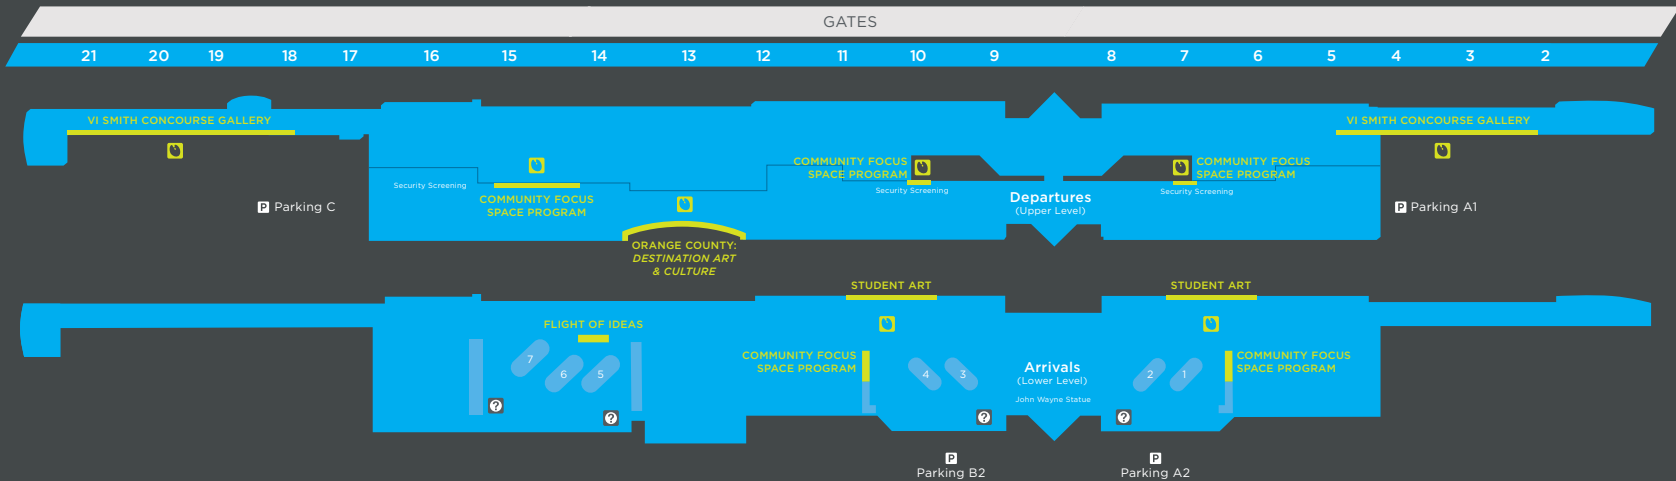 GATES
21 20 19 18 17 16 15 14 13 12 11 10 9 8 7 6 5 4 3 2
VI SMITH CONCOURSE GALLERY
VI SMITH CONCOURSE GALLERY
COMMUNITY FOCUS
SPACE PROGRAM
COMMUNITY FOCUS
SPACE PROGRAM
Security Screening
Security Screening
Security Screening
COMMUNITY FOCUS
SPACE PROGRAM
Departures
(Upper Level)
P Parking C
P Parking A1
ORANGE COUNTY:
DESTINATION ART
& CULTURE
STUDENT ART
STUDENT ART
FLIGHT OF IDEAS
COMMUNITY FOCUS
SPACE PROGRAM
COMMUNITY FOCUS
SPACE PROGRAM
7 6 5 4 3 2 1
Arrivals
(Lower Level)
John Wayne Statue
? ? ? ?
P
Parking B2
P
Parking A2